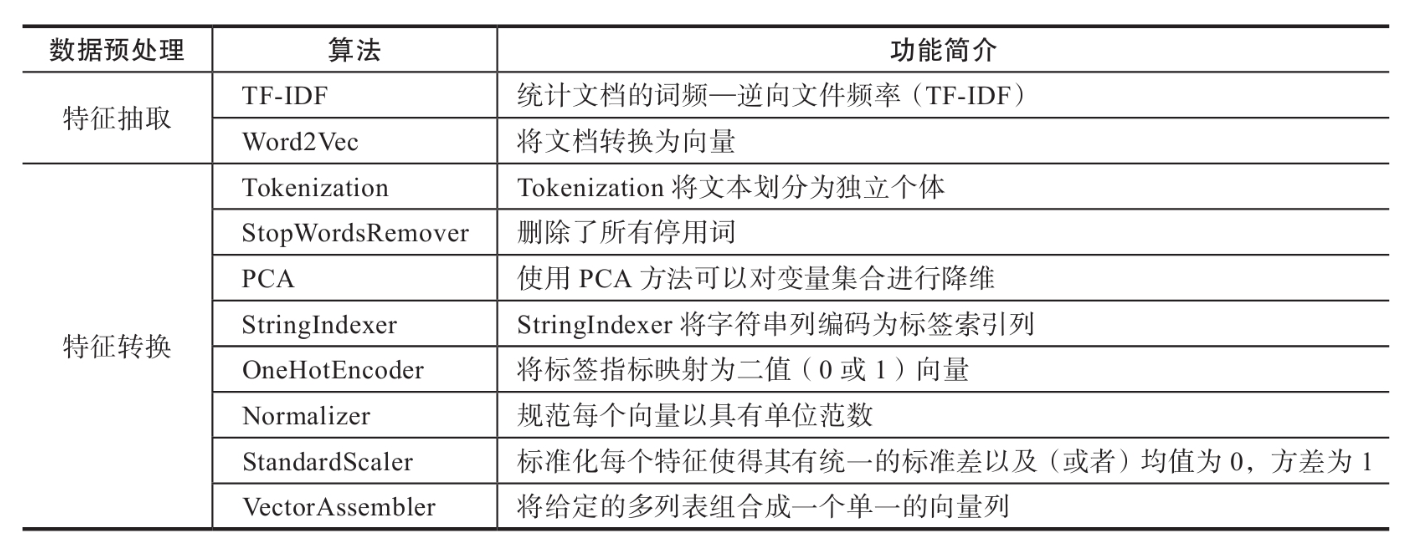 数据预处理 算法 功能简介
特征抽取 TF-IDF 统计文档的词频—逆向文件频率（TF-IDF）
Word2Vec 将文档转换为向量
特征转换 Tokenization Tokenization 将文本划分为独立个体
StopWordsRemover 删除了所有停用词
PCA 使用 PCA 方法可以对变量集合进行降维
StringIndexer StringIndexer 将字符串列编码为标签索引列
OneHotEncoder 将标签指标映射为二值（0 或 1）向量
Normalizer 规范每个向量以具有单位范数
StandardScaler 标准化每个特征使得其有统一的标准差以及（或者）均值为 0，方差为 1
VectorAssembler 将给定的多列表组合成一个单一的向量列